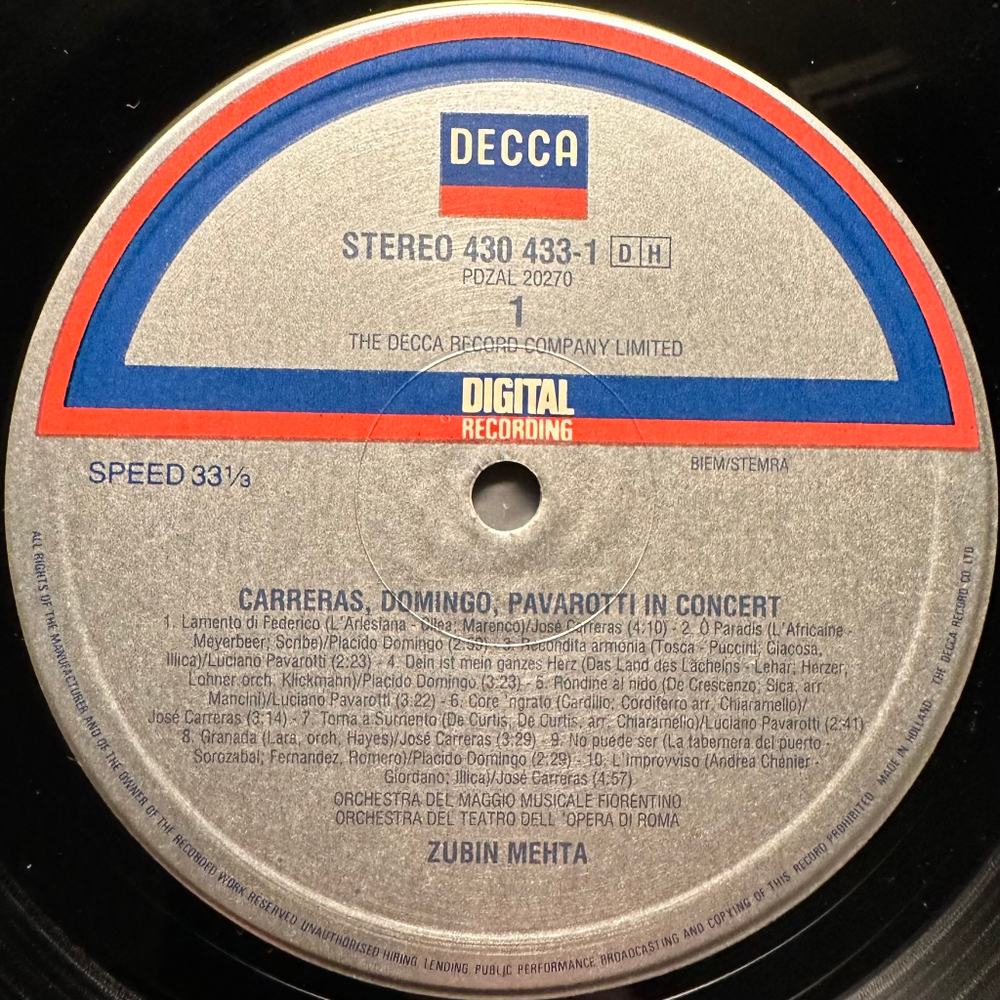 DECCA
STEREO 430 433-1 D H
PDZAL 20270
1
THE DECCA RECORD COMPANY LIMITED
DIGITAL
RECORDING
SPEED 33⅓
BIEM/STEMRA
CARRERAS, DOMINGO, PAVAROTTI IN CONCERT
1. Lamento di Federico (L'Arlesiana - Cilea; Marenco)/José Carreras (4:10) - 2. Ô Paradis (L'Africaine -
Meyerbeer; Scribe)/Placido Domingo 3. Recondita armonia (Tosca - Puccini; Giacosa,
Illica)/Luciano Pavarotti (2:23) - 4. Dein ist mein ganzes Herz (Das Land des Lächelns - Lehar; Herzer,
Lohner orch. Klickmann)/Placido Domingo (3:23) - 5. Rondine al nido (De Crescenzo; Sica, arr.
Mancini)/Luciano Pavarotti (3:22) - 6. Core 'ngrato (Cardillo; Cordiferro arr. Chiaramello)/
José Carreras (3:14) - 7. Torna a Surriento (De Curtis; De Curtis, arr. Chiaramello)/Luciano Pavarotti (2:41)
8. Granada (Lara, orch. Hayes)/José Carreras (3:29) - 9. No puede ser (La tabernera del puerto -
Sorozabal; Fernandez, Romero)/Placido Domingo (2:29) - 10. L'improvviso (Andrea Chénier -
Giordano; Illica)/José Carreras (4:57)
ORCHESTRA DEL MAGGIO MUSICALE FIORENTINO
ORCHESTRA DEL TEATRO DELL 'OPERA DI ROMA
ZUBIN MEHTA
ALL RIGHTS OF THE MANUFACTURER AND OF THE OWNER OF THE RECORDED WORK RESERVED UNAUTHORISED HIRING LENDING PUBLIC PERFORMANCE BROADCASTING AND COPYING OF THIS RECORD PROHIBITED MADE IN HOLLAND THE DECCA RECORD CO LTD